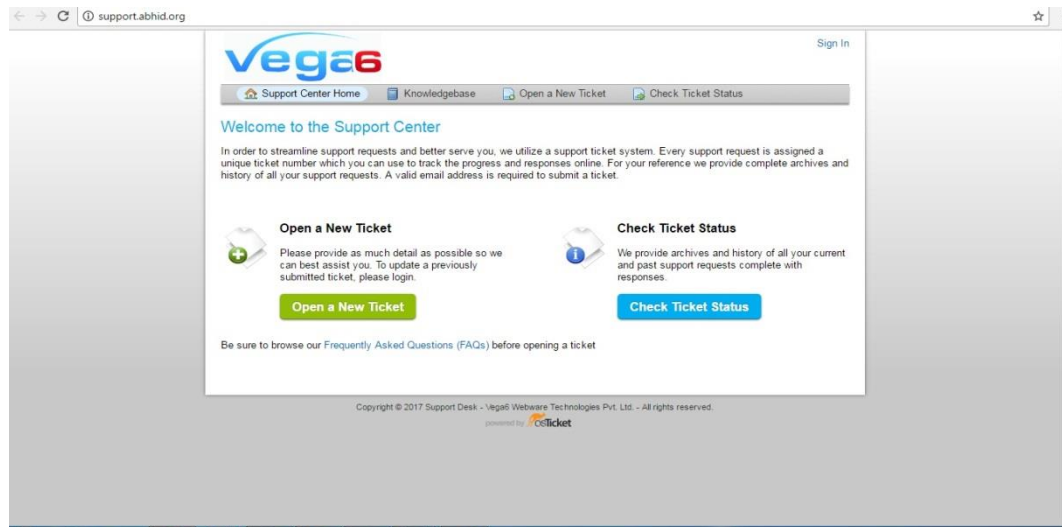 support.abhid.org
vega6
Sign In
Support Center Home Knowledgebase Open a New Ticket Check Ticket Status
Welcome to the Support Center
In order to streamline support requests and better serve you, we utilize a support ticket system. Every support request is assigned a
unique ticket number which you can use to track the progress and responses online. For your reference we provide complete archives and
history of all your support requests. A valid email address is required to submit a ticket.
Open a New Ticket
Please provide as much detail as possible so we
can best assist you. To update a previously
submitted ticket, please login.
Open a New Ticket
Check Ticket Status
We provide archives and history of all your current
and past support requests complete with
responses.
Check Ticket Status
Be sure to browse our Frequently Asked Questions (FAQs) before opening a ticket
Copyright © 2017 Support Desk - Vega6 Webware Technologies Pvt. Ltd. - All rights reserved.
powered by osTicket